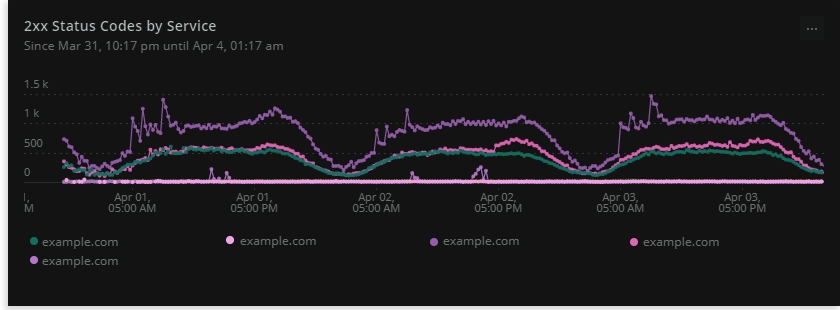 2xx Status Codes by Service
...
Since Mar 31, 10:17 pm until Apr 4, 01:17 am
1.5 k
1 k
500
0
l, Apr 01, Apr 01, Apr 02, Apr 02, Apr 03, Apr 03,
M 05:00 AM 05:00 PM 05:00 AM 05:00 PM 05:00 AM 05:00 PM
example.com example.com example.com example.com
example.com